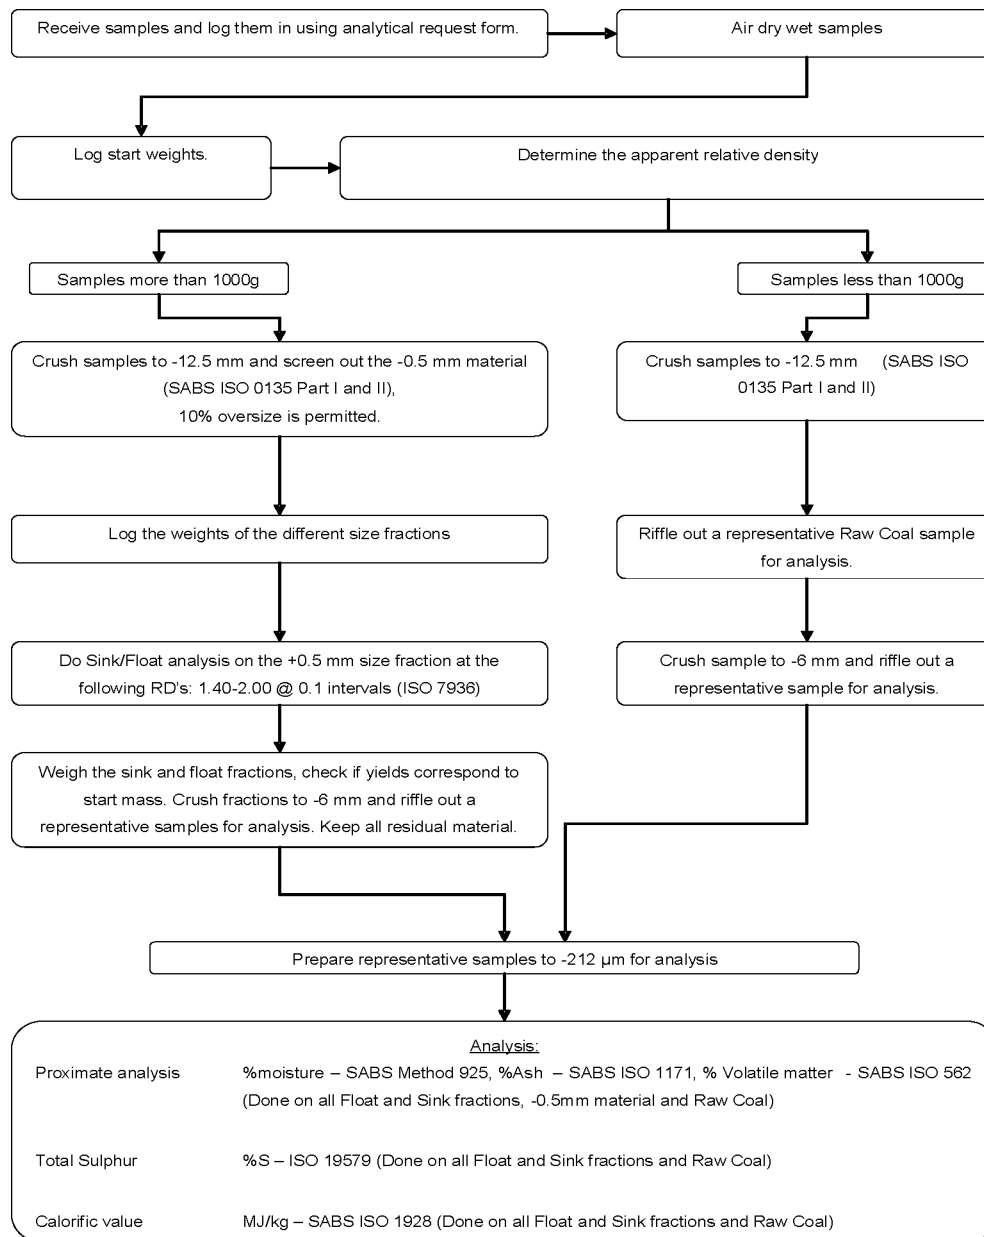 Receive samples and log them in using analytical request form.
Air dry wet samples
Log start weights.
Determine the apparent relative density
Samples more than 1000g
Samples less than 1000g
Crush samples to -12.5 mm and screen out the -0.5 mm material
(SABS ISO 0135 Part I and II),
10% oversize is permitted.
Crush samples to -12.5 mm (SABS ISO
0135 Part I and II)
Log the weights of the different size fractions
Riffle out a representative Raw Coal sample
for analysis.
Do Sink/Float analysis on the +0.5 mm size fraction at the
following RD's: 1.40-2.00 @ 0.1 intervals (ISO 7936)
Crush sample to -6 mm and riffle out a
representative sample for analysis.
Weigh the sink and float fractions, check if yields correspond to
start mass. Crush fractions to -6 mm and riffle out a
representative samples for analysis. Keep all residual material.
Prepare representative samples to -212 µm for analysis
Analysis:
Proximate analysis %moisture – SABS Method 925, %Ash – SABS ISO 1171, % Volatile matter - SABS ISO 562
(Done on all Float and Sink fractions, -0.5mm material and Raw Coal)
Total Sulphur %S – ISO 19579 (Done on all Float and Sink fractions and Raw Coal)
Calorific value MJ/kg – SABS ISO 1928 (Done on all Float and Sink fractions and Raw Coal)